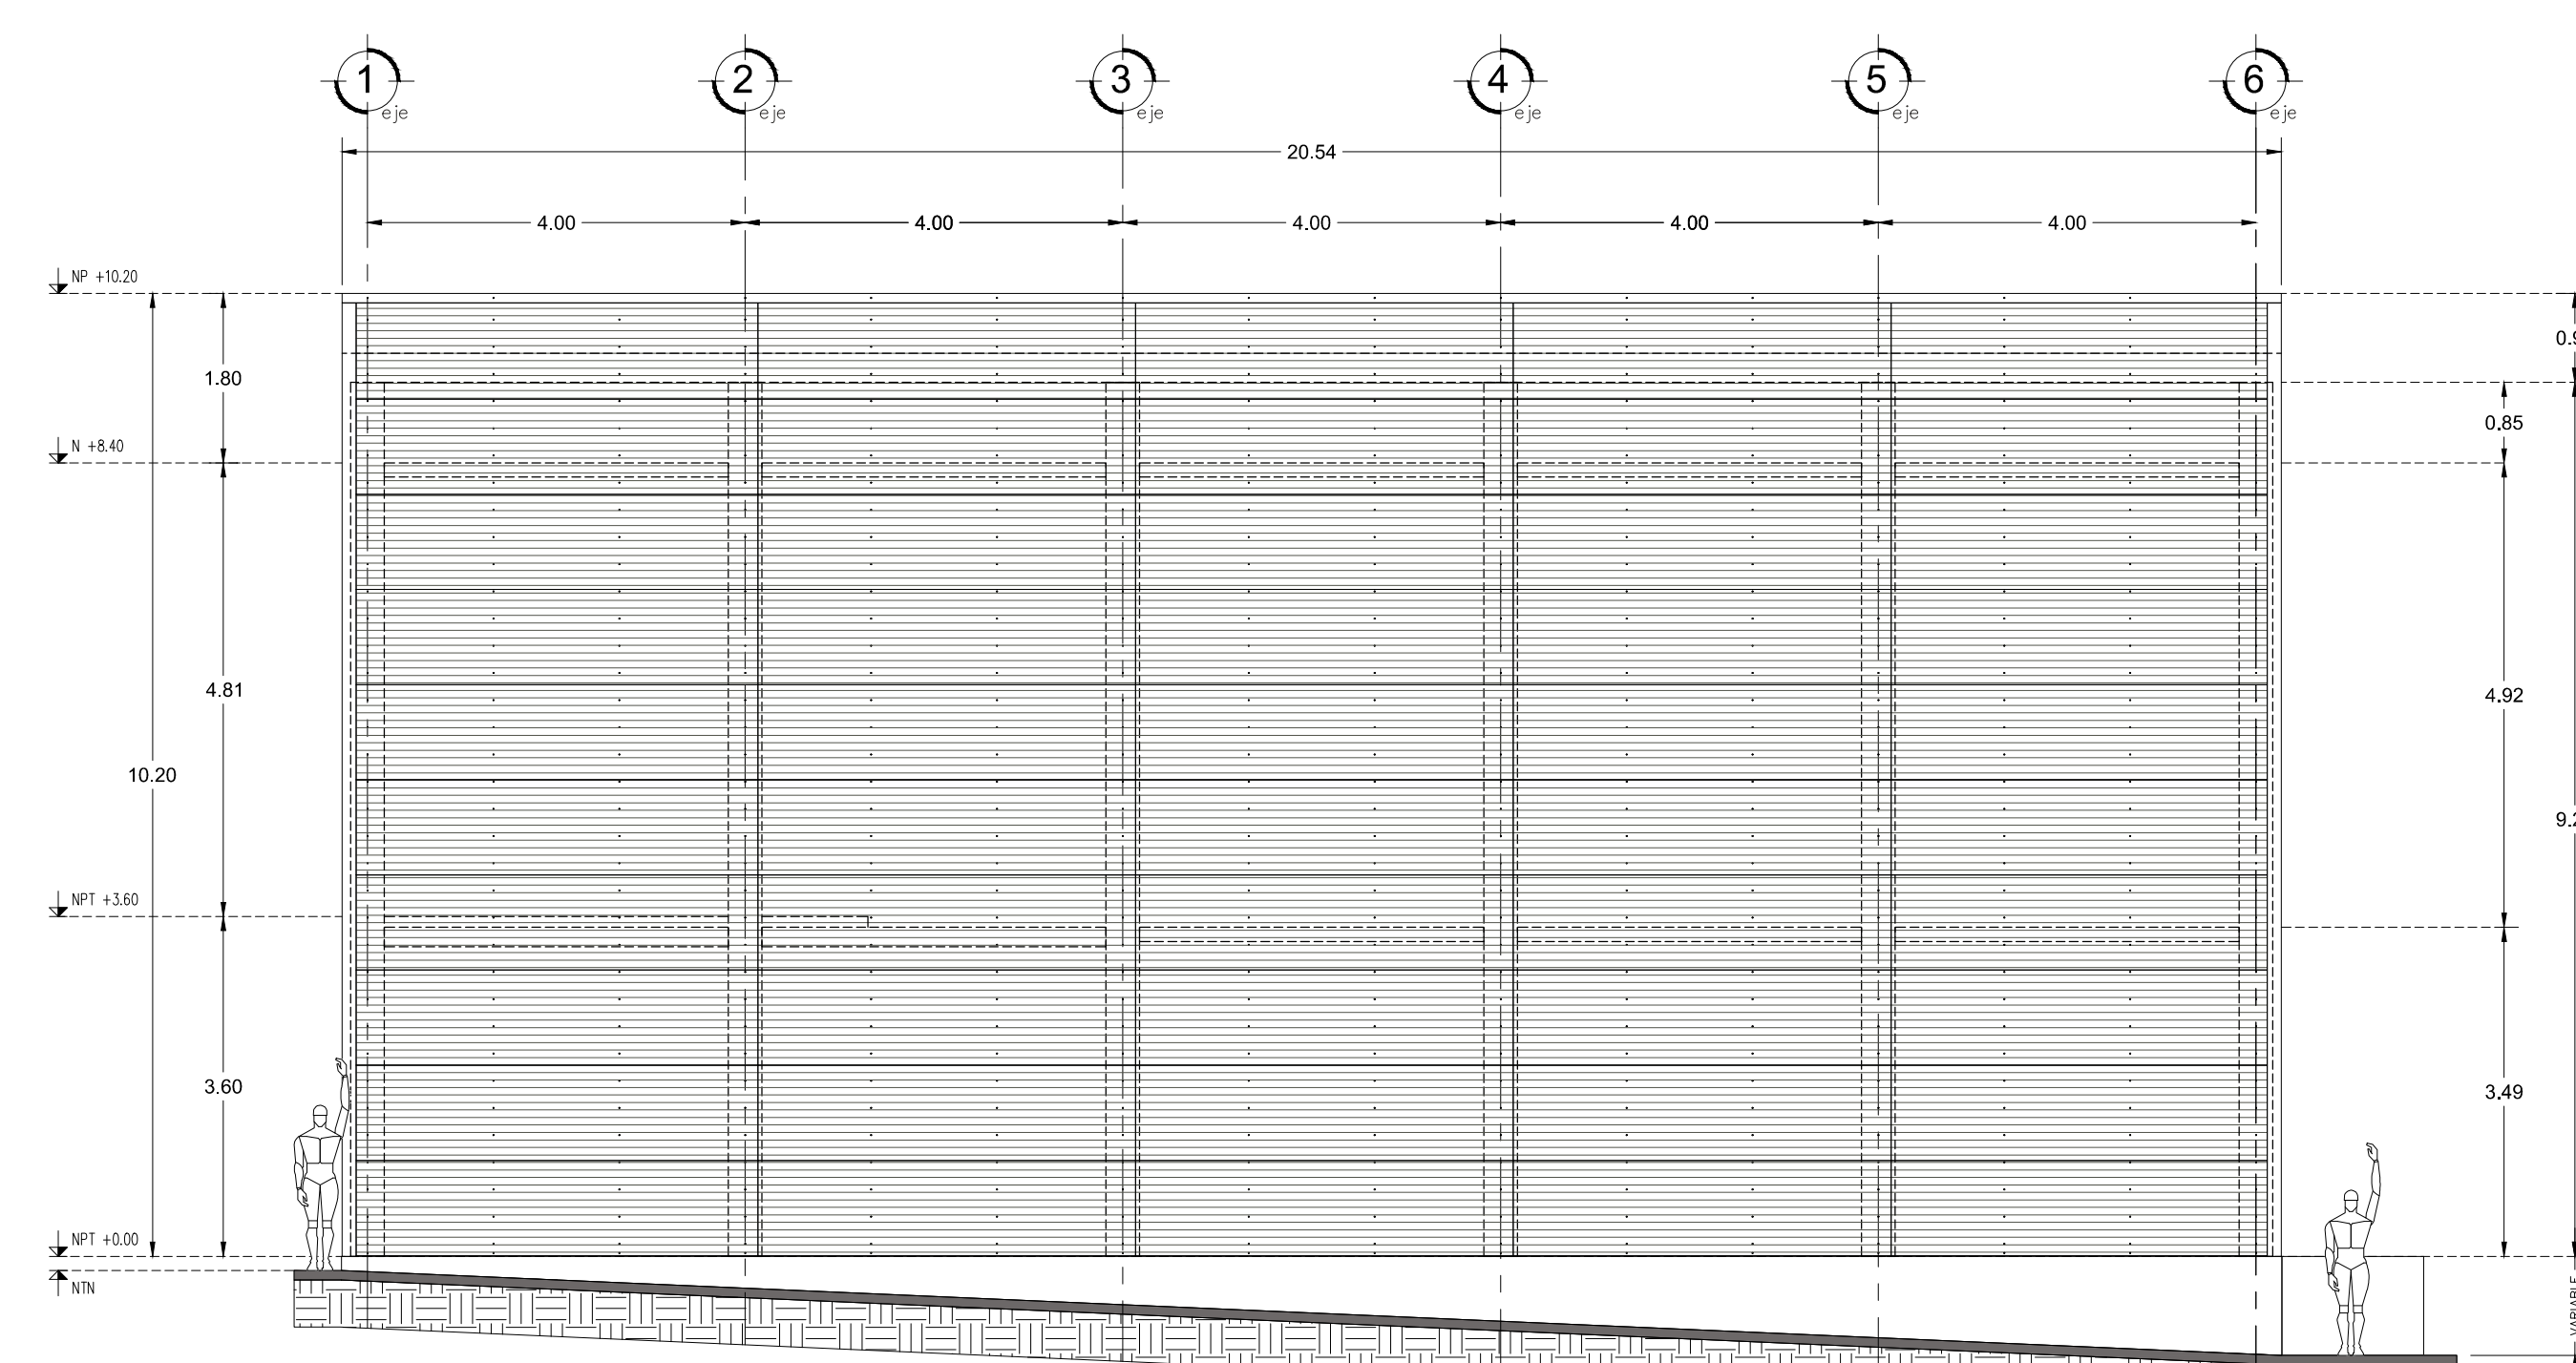 1 2 3 4 5 6
eje eje eje eje eje eje
20.54
4.00 4.00 4.00 4.00 4.00
NP +10.20
1.80
0.85
N +8.40
4.81
4.92
10.20
NPT +3.60
3.60
3.49
NPT +0.00
NTN
VARIABLE